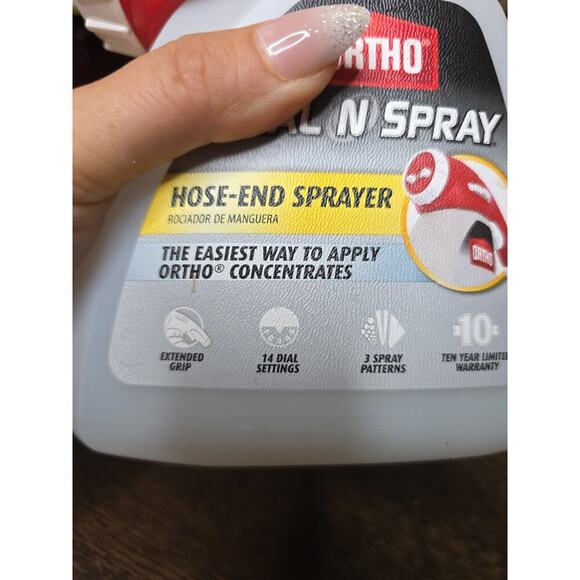 ORTHO
AL N SPRAY
HOSE-END SPRAYER
ROCIADOR DE MANGUERA
THE EASIEST WAY TO APPLY
ORTHO® CONCENTRATES
ORTHO
EXTENDED
GRIP
14 DIAL
SETTINGS
3 SPRAY
PATTERNS
10
TEN YEAR LIMITED
WARRANTY